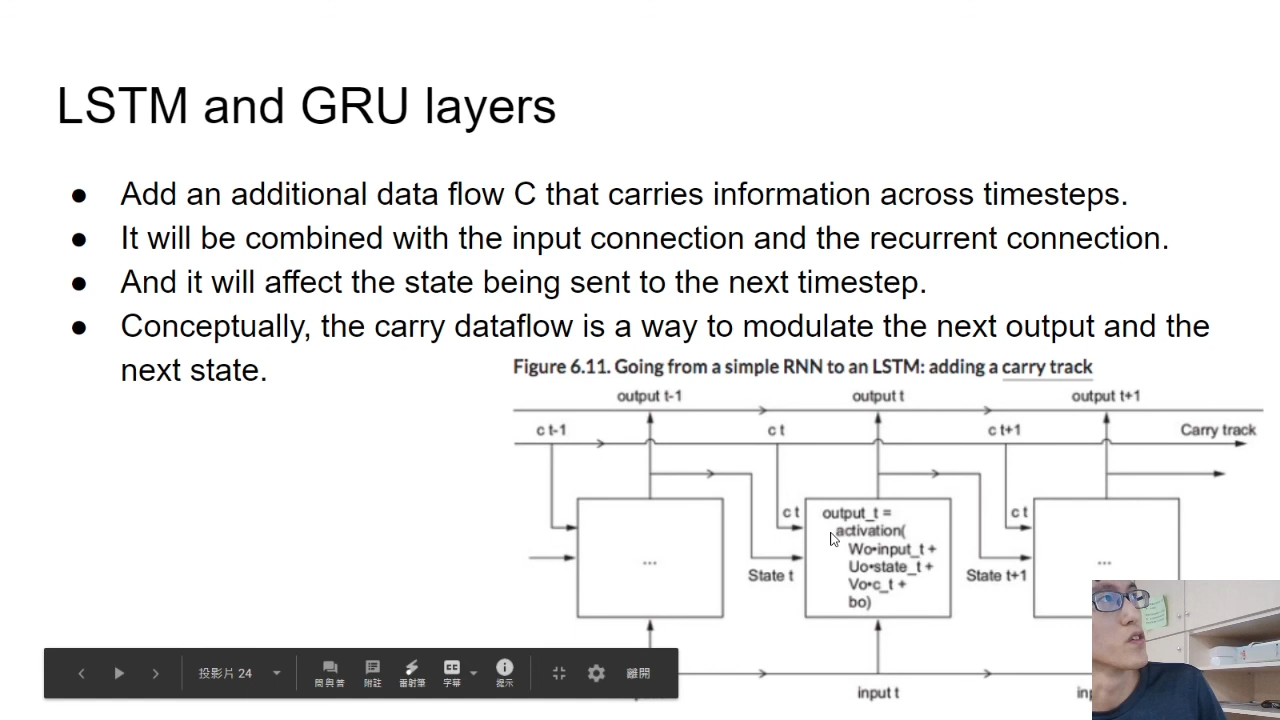 LSTM and GRU layers
● Add an additional data flow C that carries information across timesteps.
● It will be combined with the input connection and the recurrent connection.
● And it will affect the state being sent to the next timestep.
● Conceptually, the carry dataflow is a way to modulate the next output and the
next state.
Figure 6.11. Going from a simple RNN to an LSTM: adding a carry track
output t-1
output t
output t+1
c t-1
c t
c t+1
Carry track
c t
output_t =
activation(
Wo•input_t +
Uo•state_t +
Vo•c_t +
bo)
c t
...
...
State t
State t+1
投影片 24
問與答
附註
雷射筆
CC
字幕
提示
離開
input t